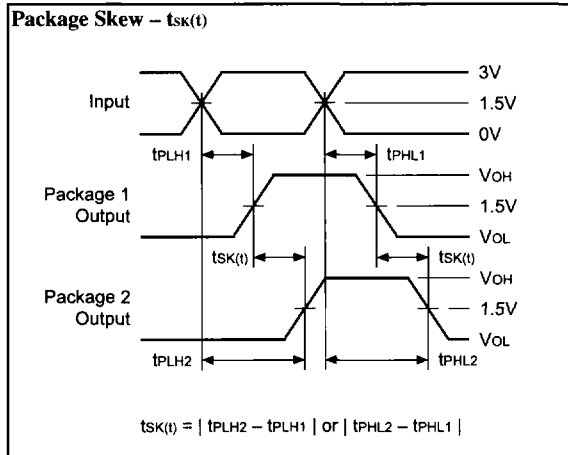 Package Skew – tSK(t)
3V
Input
1.5V
0V
tPLH1
tPHL1
VOH
Package 1
Output
1.5V
VOL
tSK(t)
tSK(t)
VOH
Package 2
Output
1.5V
VOL
tPLH2
tPHL2
tSK(t) = | tPLH2 – tPLH1 | or | tPHL2 – tPHL1 |